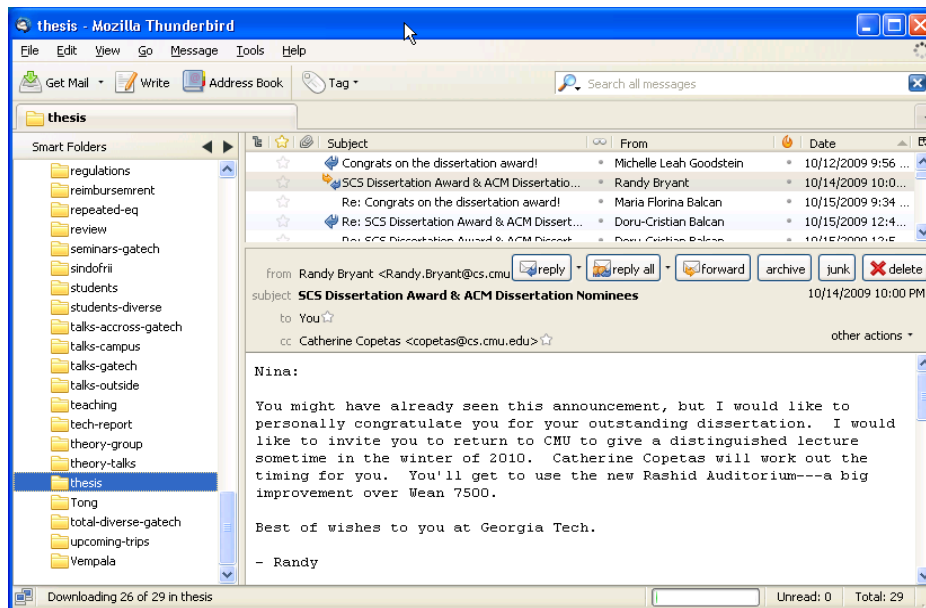 thesis - Mozilla Thunderbird
File Edit View Go Message Tools Help
Get Mail Write Address Book Tag Search all messages
thesis
Smart Folders
regulations
reimbursemrent
repeated-eq
review
seminars-gatech
sindofrii
students
students-diverse
talks-accross-gatech
talks-campus
talks-gatech
talks-outside
teaching
tech-report
theory-group
theory-talks
thesis
Tong
total-diverse-gatech
upcoming-trips
Vempala
Subject From Date
Congrats on the dissertation award! Michelle Leah Goodstein 10/12/2009 9:56 ...
SCS Dissertation Award & ACM Dissertatio... Randy Bryant 10/14/2009 10:0...
Re: Congrats on the dissertation award! Maria Florina Balcan 10/15/2009 9:34 ...
Re: SCS Dissertation Award & ACM Dissert... Doru-Cristian Balcan 10/15/2009 12:4...
Re: SCS Dissertation Award & ACM Dissert... Doru-Cristian Balcan
from Randy Bryant <Randy.Bryant@cs.cmu reply reply all forward archive junk delete
subject SCS Dissertation Award & ACM Dissertation Nominees 10/14/2009 10:00 PM
to You
cc Catherine Copetas <copetas@cs.cmu.edu> other actions
Nina:
You might have already seen this announcement, but I would like to
personally congratulate you for your outstanding dissertation. I would
like to invite you to return to CMU to give a distinguished lecture
sometime in the winter of 2010. Catherine Copetas will work out the
timing for you. You'll get to use the new Rashid Auditorium---a big
improvement over Wean 7500.
Best of wishes to you at Georgia Tech.
- Randy
Downloading 26 of 29 in thesis Unread: 0 Total: 29